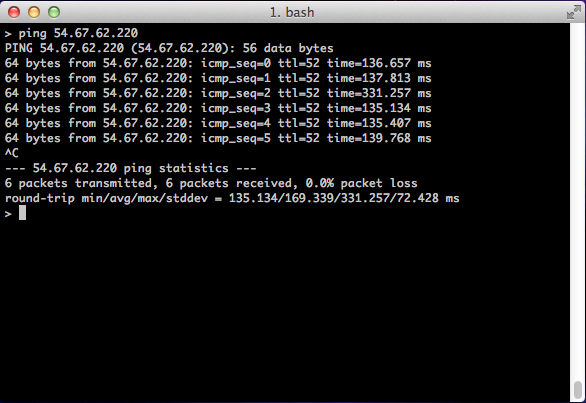 1. bash
> ping 54.67.62.220
PING 54.67.62.220 (54.67.62.220): 56 data bytes
64 bytes from 54.67.62.220: icmp_seq=0 ttl=52 time=136.657 ms
64 bytes from 54.67.62.220: icmp_seq=1 ttl=52 time=137.813 ms
64 bytes from 54.67.62.220: icmp_seq=2 ttl=52 time=331.257 ms
64 bytes from 54.67.62.220: icmp_seq=3 ttl=52 time=135.134 ms
64 bytes from 54.67.62.220: icmp_seq=4 ttl=52 time=135.407 ms
64 bytes from 54.67.62.220: icmp_seq=5 ttl=52 time=139.768 ms
^C
--- 54.67.62.220 ping statistics ---
6 packets transmitted, 6 packets received, 0.0% packet loss
round-trip min/avg/max/stddev = 135.134/169.339/331.257/72.428 ms
>